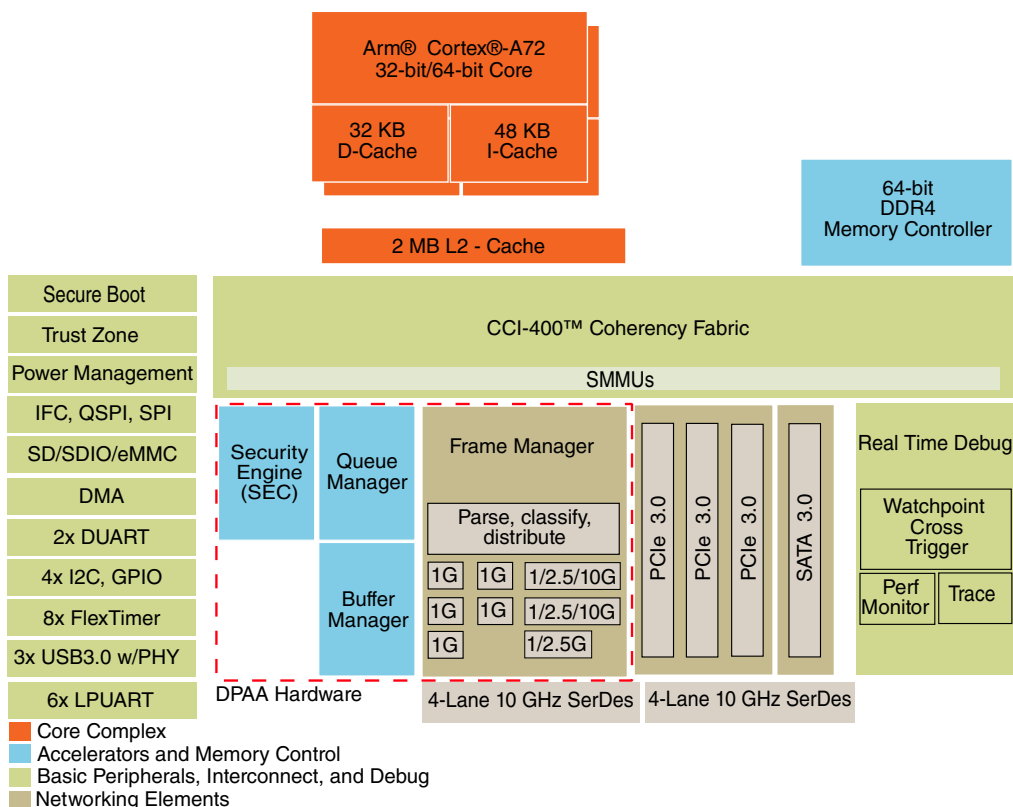 Arm® Cortex®-A72
32-bit/64-bit Core
32 KB
D-Cache
48 KB
I-Cache
64-bit
DDR4
Memory Controller
2 MB L2 - Cache
Secure Boot
Trust Zone
Power Management
IFC, QSPI, SPI
SD/SDIO/eMMC
DMA
2x DUART
4x I2C, GPIO
8x FlexTimer
3x USB3.0 w/PHY
6x LPUART
CCI-400™ Coherency Fabric
SMMUs
Security
Engine
(SEC)
Queue
Manager
Buffer
Manager
Frame Manager
Parse, classify,
distribute
1G
1G
1/2.5/10G
1G
1G
1/2.5/10G
1G
1/2.5G
PCIe 3.0
PCIe 3.0
PCIe 3.0
SATA 3.0
Real Time Debug
Watchpoint
Cross
Trigger
Perf
Monitor
Trace
DPAA Hardware
4-Lane 10 GHz SerDes
4-Lane 10 GHz SerDes
Core Complex
Accelerators and Memory Control
Basic Peripherals, Interconnect, and Debug
Networking Elements